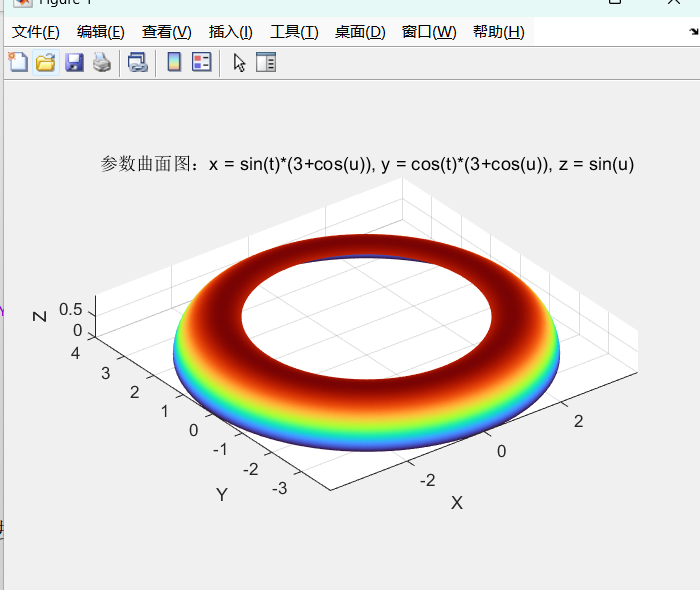 文件(F) 编辑(E) 查看(V) 插入(I) 工具(T) 桌面(D) 窗口(W) 帮助(H)
参数曲面图：x = sin(t)*(3+cos(u)), y = cos(t)*(3+cos(u)), z = sin(u)
Z
0.5
0
4
3
2
1
0
-1
-2
-3
Y
-2
0
2
X